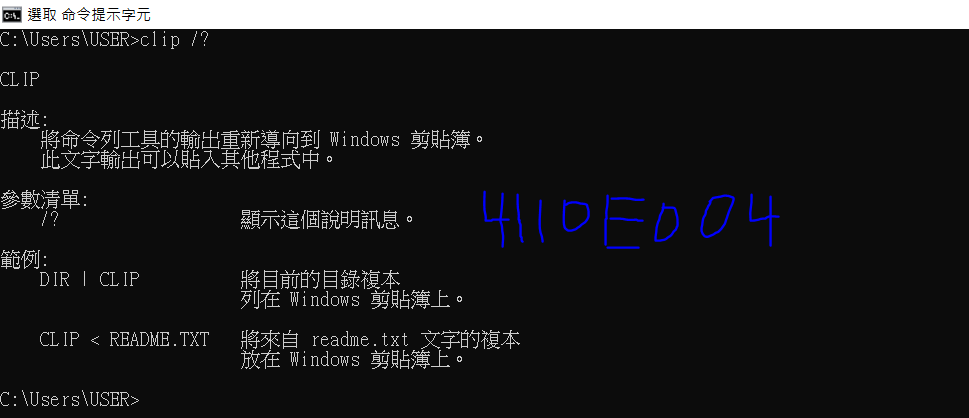 選取 命令提示字元
C:\Users\USER>clip /?
CLIP
描述:
將命令列工具的輸出重新導向到 Windows 剪貼簿。
此文字輸出可以貼入其他程式中。
參數清單:
/? 顯示這個說明訊息。
4110E004
範例:
DIR | CLIP 將目前的目錄複本
列在 Windows 剪貼簿上。
CLIP < README.TXT 將來自 readme.txt 文字的複本
放在 Windows 剪貼簿上。
C:\Users\USER>